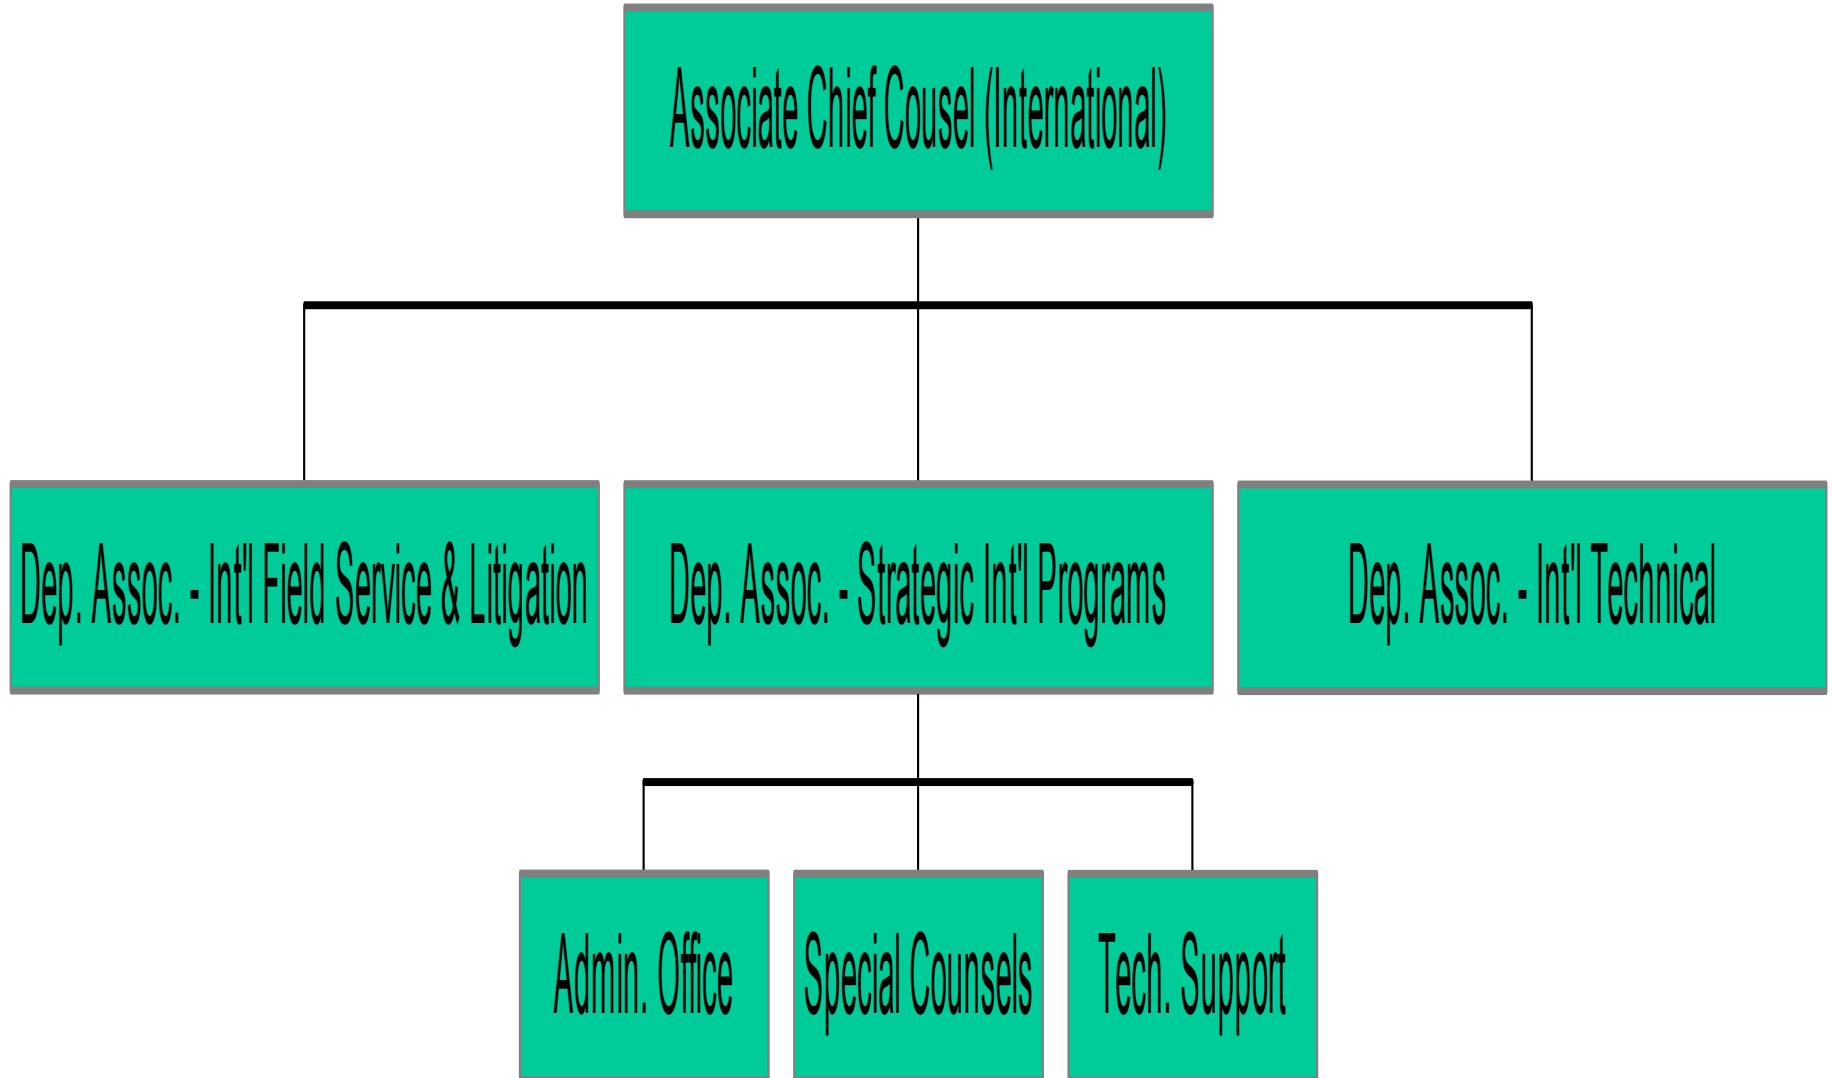 Associate Chief Cousel (International)
Dep. Assoc. - Int'l Field Service & Litigation
Dep. Assoc. - Strategic Int'l Programs
Dep. Assoc. - Int'l Technical
Admin. Office
Special Counsels
Tech. Support